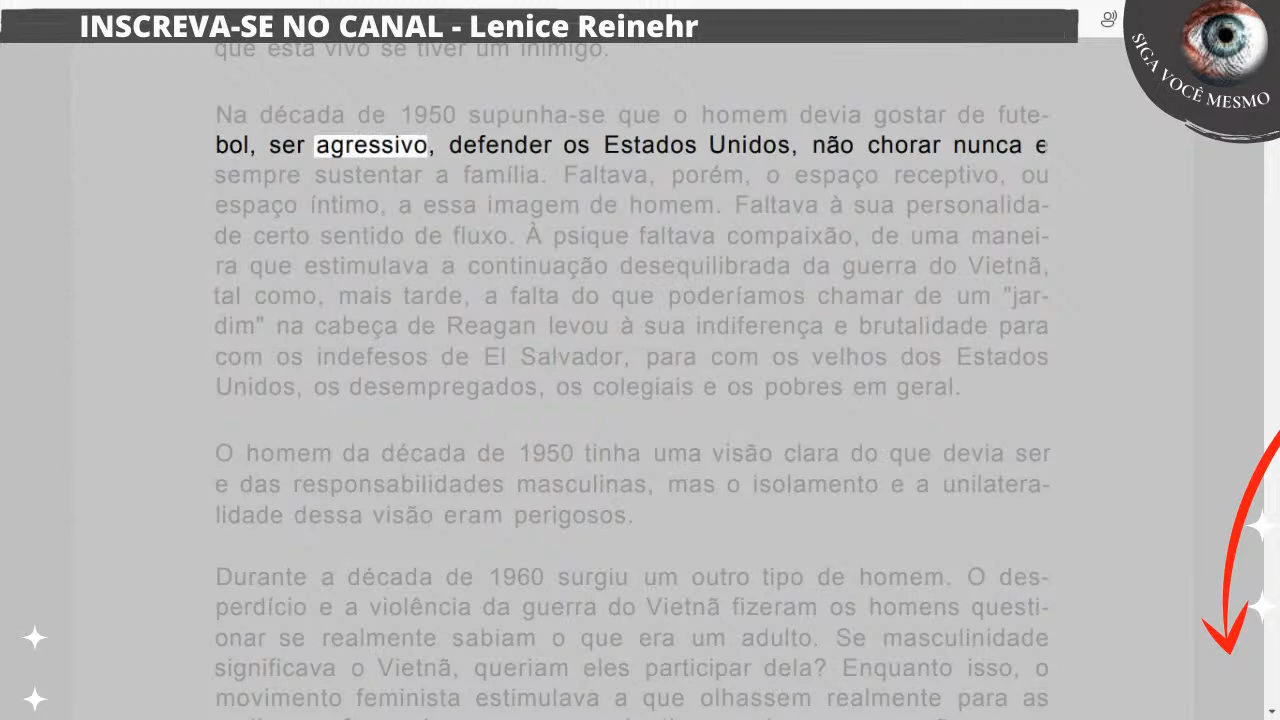 INSCREVA-SE NO CANAL - Lenice Reinehr
SIGA VOCÊ MESMO
que está vivo se tiver um inimigo.
Na década de 1950 supunha-se que o homem devia gostar de fute-
bol, ser agressivo, defender os Estados Unidos, não chorar nunca e
sempre sustentar a família. Faltava, porém, o espaço receptivo, ou
espaço íntimo, a essa imagem de homem. Faltava à sua personalida-
de certo sentido de fluxo. À psique faltava compaixão, de uma manei-
ra que estimulava a continuação desequilibrada da guerra do Vietnã,
tal como, mais tarde, a falta do que poderíamos chamar de um "jar-
dim" na cabeça de Reagan levou à sua indiferença e brutalidade para
com os indefesos de El Salvador, para com os velhos dos Estados
Unidos, os desempregados, os colegiais e os pobres em geral.
O homem da década de 1950 tinha uma visão clara do que devia ser
e das responsabilidades masculinas, mas o isolamento e a unilatera-
lidade dessa visão eram perigosos.
Durante a década de 1960 surgiu um outro tipo de homem. O des-
perdício e a violência da guerra do Vietnã fizeram os homens questi-
onar se realmente sabiam o que era um adulto. Se masculinidade
significava o Vietnã, queriam eles participar dela? Enquanto isso, o
movimento feminista estimulava a que olhassem realmente para as